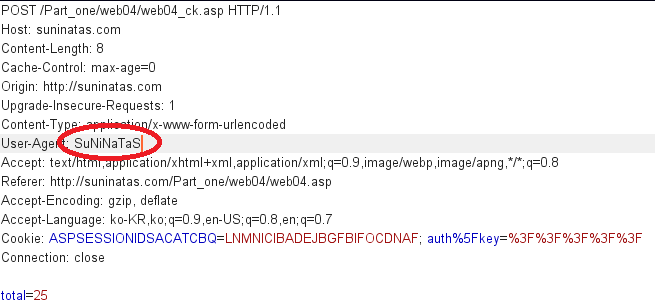 POST /Part_one/web04/web04_ck.asp HTTP/1.1
Host: suninatas.com
Content-Length: 8
Cache-Control: max-age=0
Origin: http://suninatas.com
Upgrade-Insecure-Requests: 1
Content-Type: application/x-www-form-urlencoded
User-Agent: SuNiNaTaS
Accept: text/html,application/xhtml+xml,application/xml;q=0.9,image/webp,image/apng,*/*;q=0.8
Referer: http://suninatas.com/Part_one/web04/web04.asp
Accept-Encoding: gzip, deflate
Accept-Language: ko-KR,ko;q=0.9,en-US;q=0.8,en;q=0.7
Cookie: ASPSESSIONIDSACATCBQ=LNMNICIBADEJBGFBIFOCDNAF; auth%5Fkey=%3F%3F%3F%3F%3F
Connection: close
total=25